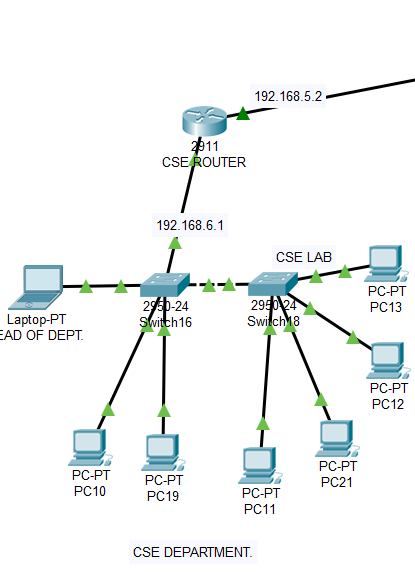 192.168.5.2
2911
CSE ROUTER
192.168.6.1
CSE LAB
2950-24
Switch16
2950-24
Switch18
PC-PT
PC13
Laptop-PT
EAD OF DEPT.
PC-PT
PC12
PC-PT
PC10
PC-PT
PC19
PC-PT
PC11
PC-PT
PC21
CSE DEPARTMENT.